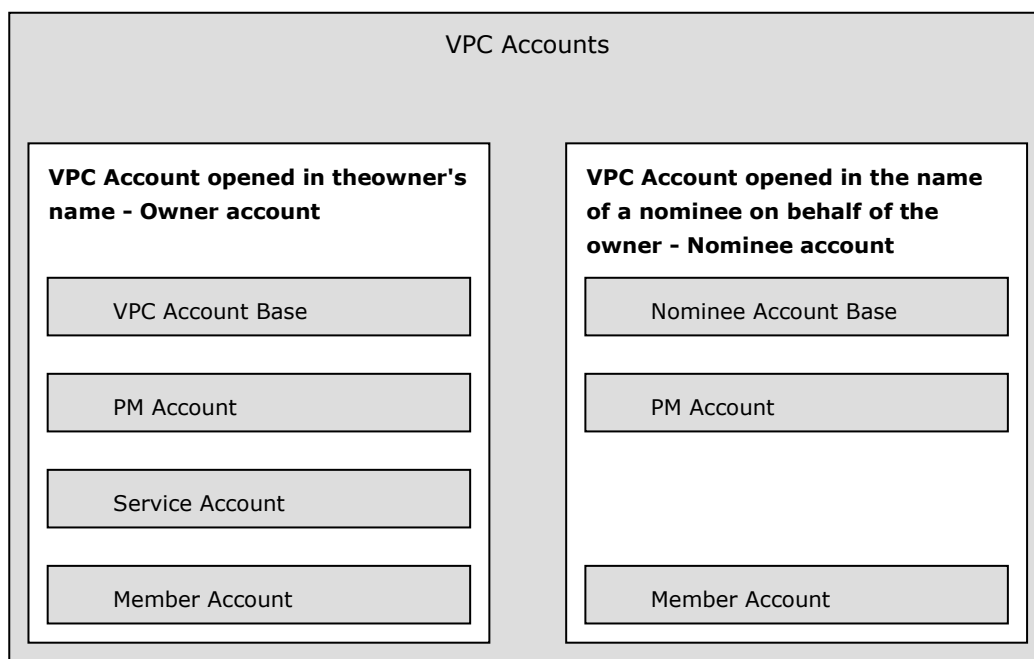 VPC Accounts
VPC Account opened in theowner's
name - Owner account
VPC Account Base
PM Account
Service Account
Member Account
VPC Account opened in the name
of a nominee on behalf of the
owner - Nominee account
Nominee Account Base
PM Account
Member Account